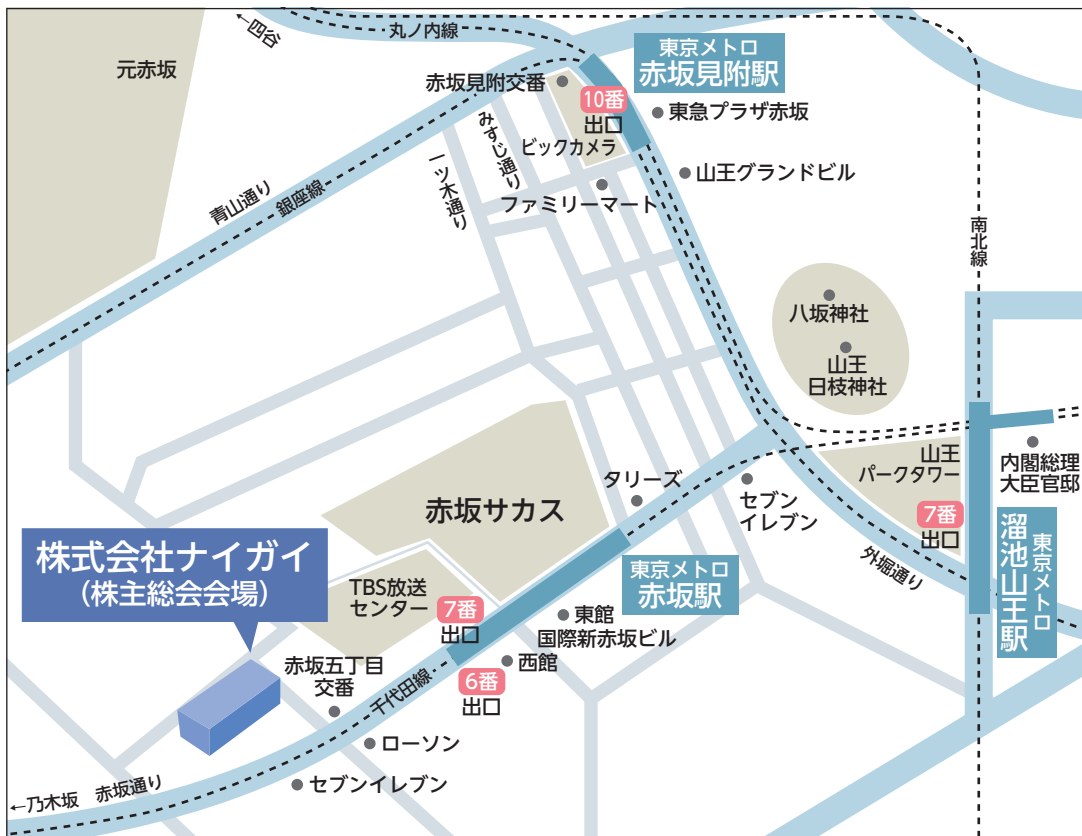 ←四谷
丸ノ内線
元赤坂
東京メトロ
赤坂見附駅
赤坂見附交番
10番
出口
東急プラザ赤坂
みすじ通り
ビックカメラ
一ツ木通り
山王グランドビル
ファミリーマート
青山通り
銀座線
南北線
八坂神社
山王
日枝神社
山王
パークタワー
内閣総理
大臣官邸
7番
出口
東京メトロ
溜池山王駅
外堀通り
タリーズ
セブン
イレブン
赤坂サカス
株式会社ナイガイ
(株主総会会場)
TBS放送
センター
7番
出口
東京メトロ
赤坂駅
東館
国際新赤坂ビル
西館
6番
出口
赤坂五丁目
交番
千代田線
ローソン
セブンイレブン
←乃木坂
赤坂通り